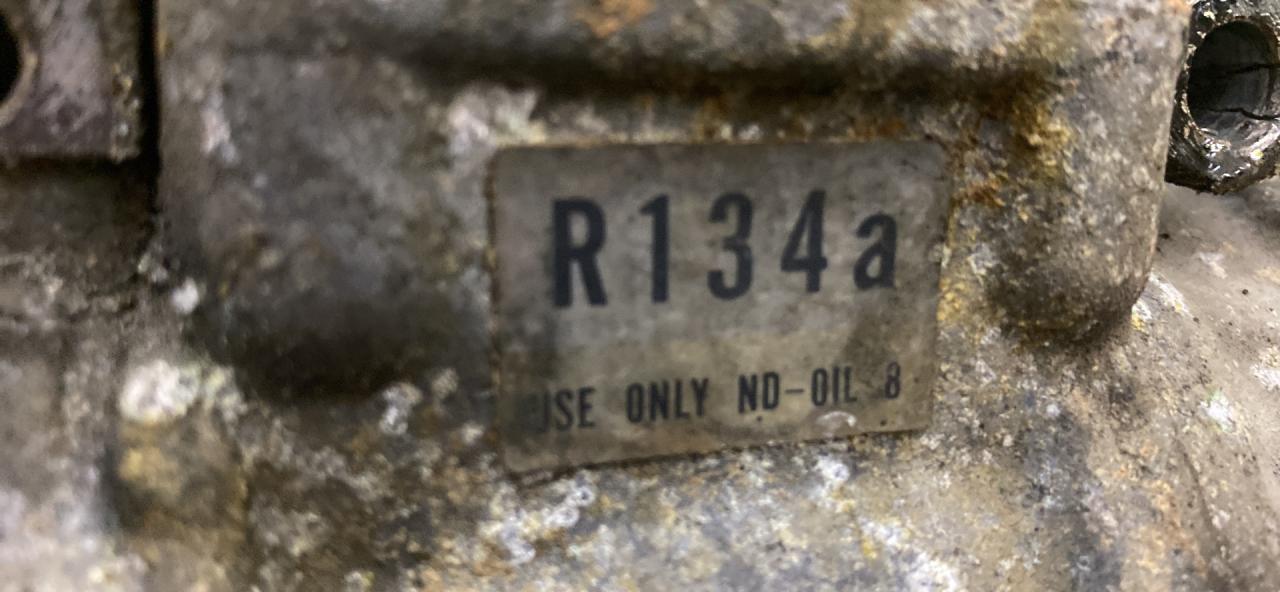 R134a
USE ONLY ND-OIL 8